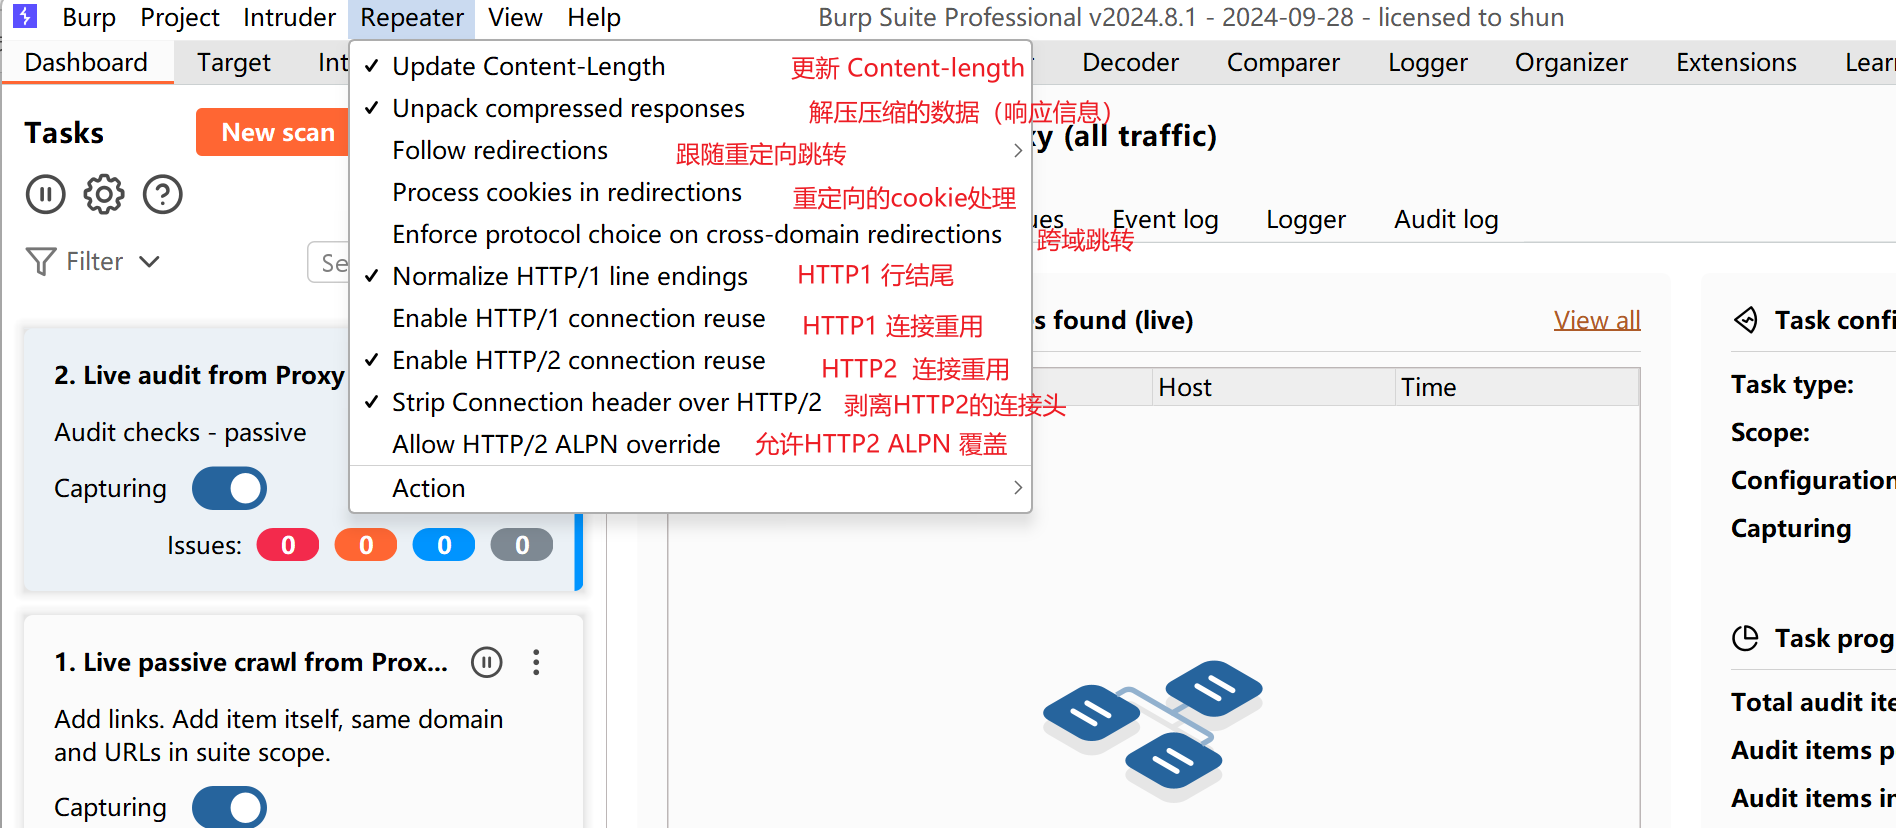 Burp Project Intruder Repeater View Help Burp Suite Professional v2024.8.1 - 2024-09-28 - licensed to shun
Dashboard Target Int Decoder Comparer Logger Organizer Extensions Lear
Update Content-Length 更新 Content-length
Unpack compressed responses 解压压缩的数据（响应信息）
Follow redirections 跟随重定向跳转
Process cookies in redirections 重定向的cookie处理
Enforce protocol choice on cross-domain redirections 跨域跳转
Normalize HTTP/1 line endings HTTP1 行结尾
Enable HTTP/1 connection reuse HTTP1 连接重用
Enable HTTP/2 connection reuse HTTP2 连接重用
Strip Connection header over HTTP/2 剥离HTTP2的连接头
Allow HTTP/2 ALPN override 允许HTTP2 ALPN 覆盖
Action
Tasks New scan
Filter Se
2. Live audit from Proxy
Audit checks - passive
Capturing
Issues: 0 0 0 0
1. Live passive crawl from Prox...
Add links. Add item itself, same domain
and URLs in suite scope.
Capturing
y (all traffic)
ues Event log Logger Audit log
s found (live) View all
Host Time
Task confi
Task type:
Scope:
Configuration
Capturing
Task prog
Total audit ite
Audit items p
Audit items in